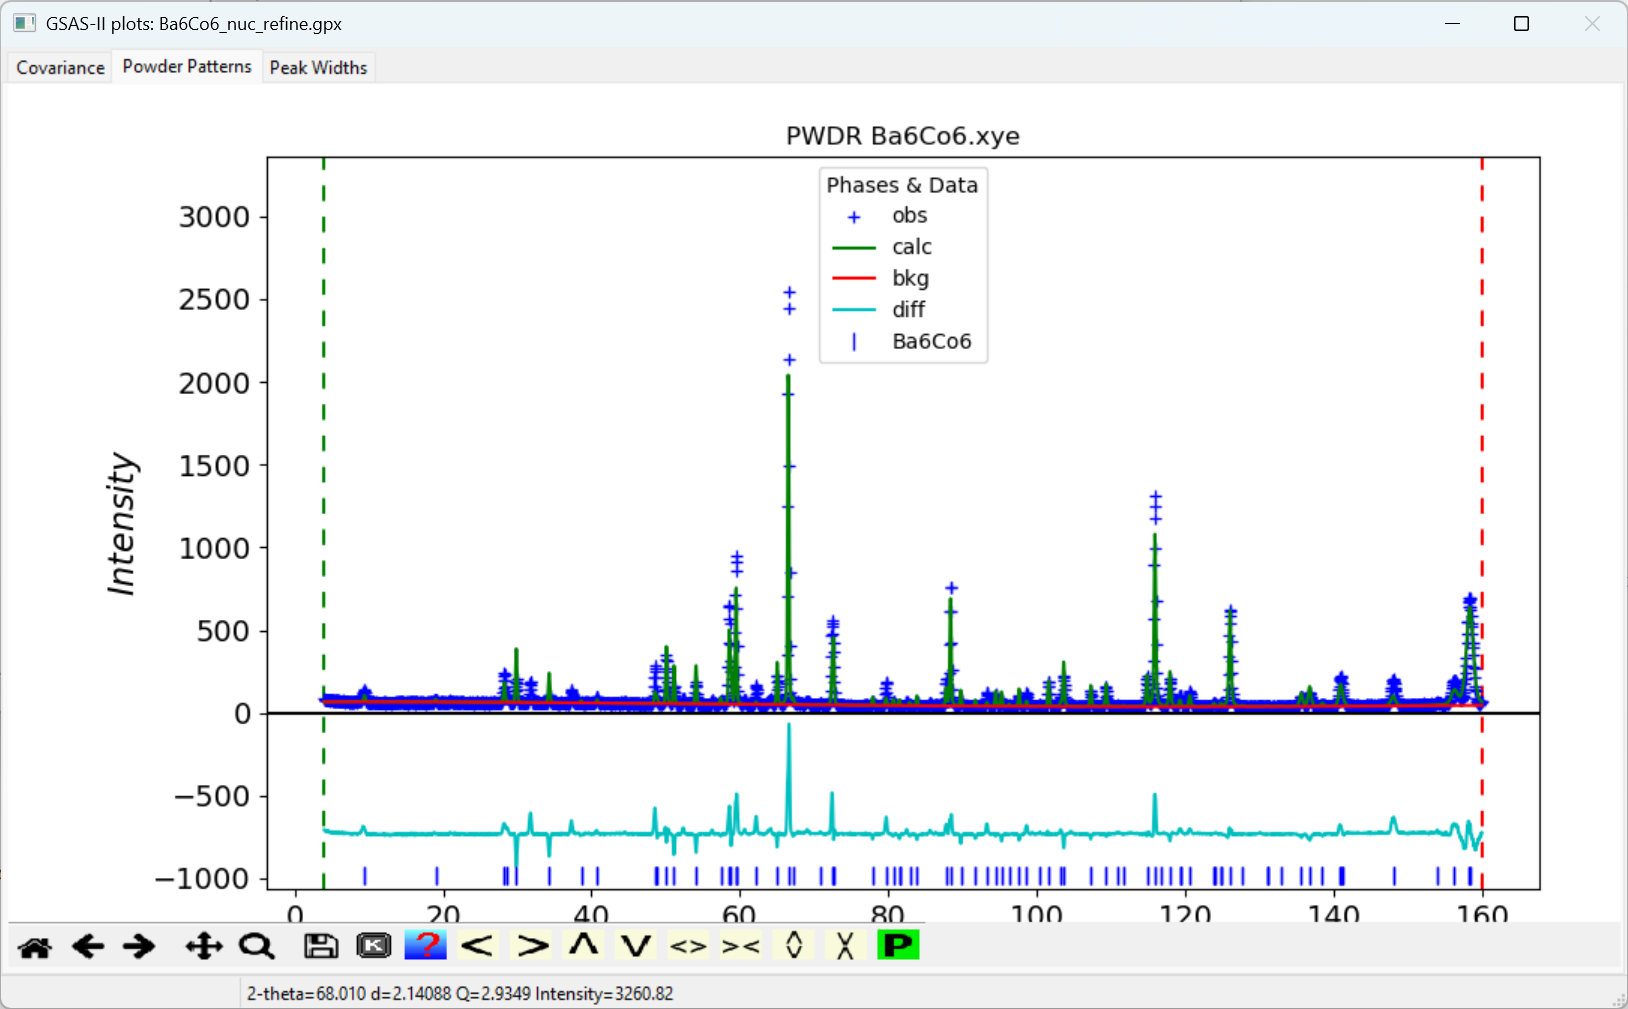 GSAS-II plots: Ba6Co6_nuc_refine.gpx
Covariance Powder Patterns Peak Widths
PWDR Ba6Co6.xye
Phases & Data
obs
calc
bkg
diff
Ba6Co6
3000
2500
2000
1500
1000
500
0
−500
−1000
Intensity
0 20 40 60 80 100 120 140 160
K ? < > Λ V <> >< P
2-theta=68.010 d=2.14088 Q=2.9349 Intensity=3260.82